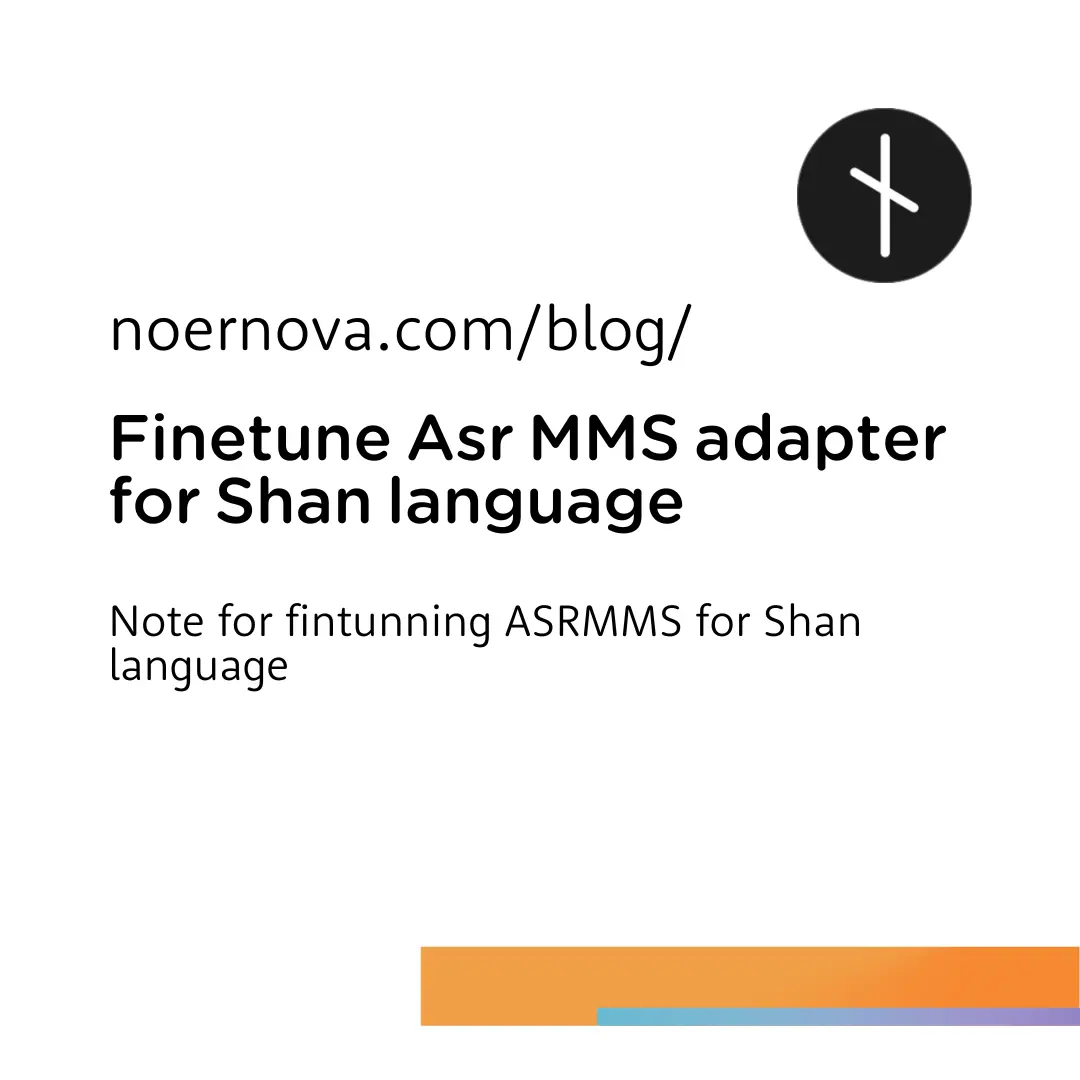 noernova.com/blog/
Finetune Asr MMS adapter
for Shan language
Note for fintunning ASRMMS for Shan
language